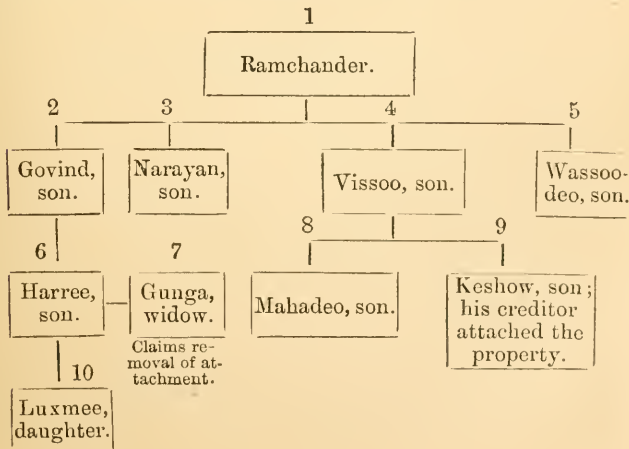 1
Ramchander.
2 3 4 5
Govind,
son.
Narayan,
son.
Vissoo, son.
Wassoo-
deo, son.
6 7 8 9
Harree,
son.
Gunga,
widow.
Claims re-
moval of at-
tachment.
Mahadeo, son.
Keshow, son;
his creditor
attached the
property.
10
Luxmee,
daughter.